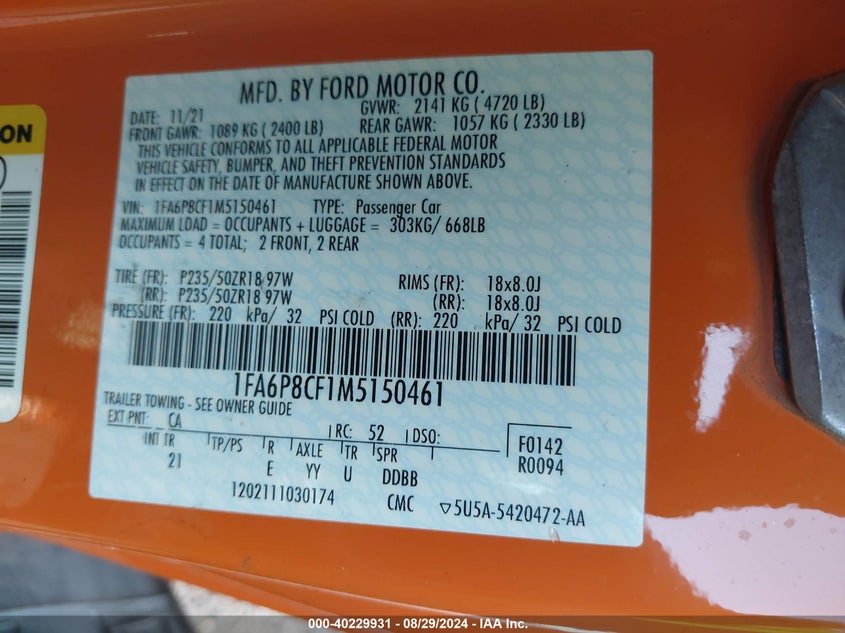 MFD. BY FORD MOTOR CO.
DATE: 11/21 GVWR: 2141 KG ( 4720 LB)
FRONT GAWR: 1089 KG ( 2400 LB) REAR GAWR: 1057 KG ( 2330 LB)
THIS VEHICLE CONFORMS TO ALL APPLICABLE FEDERAL MOTOR
VEHICLE SAFETY, BUMPER, AND THEFT PREVENTION STANDARDS
IN EFFECT ON THE DATE OF MANUFACTURE SHOWN ABOVE.
VIN: 1FA6P8CF1M5150461 TYPE: Passenger Car
MAXIMUM LOAD = OCCUPANTS + LUGGAGE = 303KG/ 668LB
OCCUPANTS = 4 TOTAL; 2 FRONT, 2 REAR
TIRE (FR): P235/50ZR18 97W RIMS (FR): 18x8.0J
(RR): P235/50ZR18 97W (RR): 18x8.0J
PRESSURE (FR): 220 kPa/ 32 PSI COLD (RR): 220 kPa/ 32 PSI COLD
1FA6P8CF1M5150461
TRAILER TOWING - SEE OWNER GUIDE
EXT PNT: CA RC: 52 DSO:
INT TR TP/PS R AXLE TR SPR F0142
21 E YY U DDBB R0094
1202111030174 CMC ▽5U5A-5420472-AA
ON
000-40229931 - 08/29/2024 - IAA Inc.